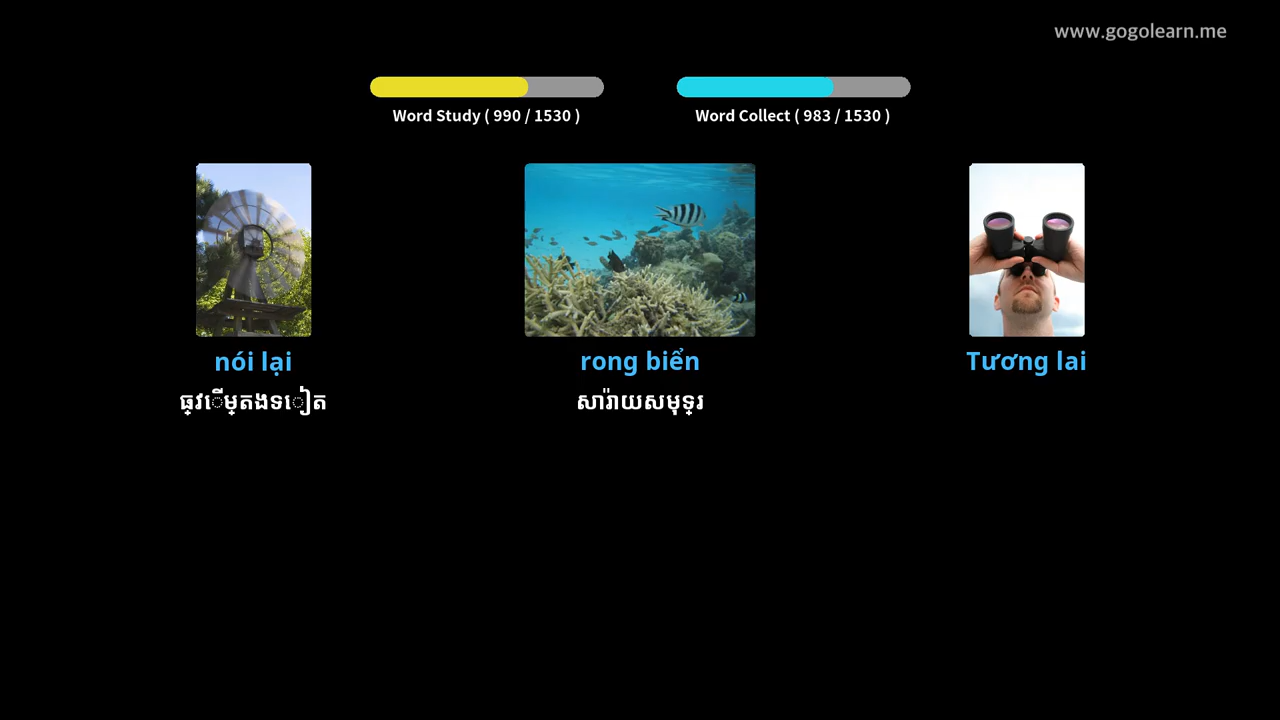 www.gogolearn.me
Word Study ( 990 / 1530 )
Word Collect ( 983 / 1530 )
nói lại
rong biển
Tương lai
ធ្វើម្តងទៀត
សារ៉ាយសមុទ្រ